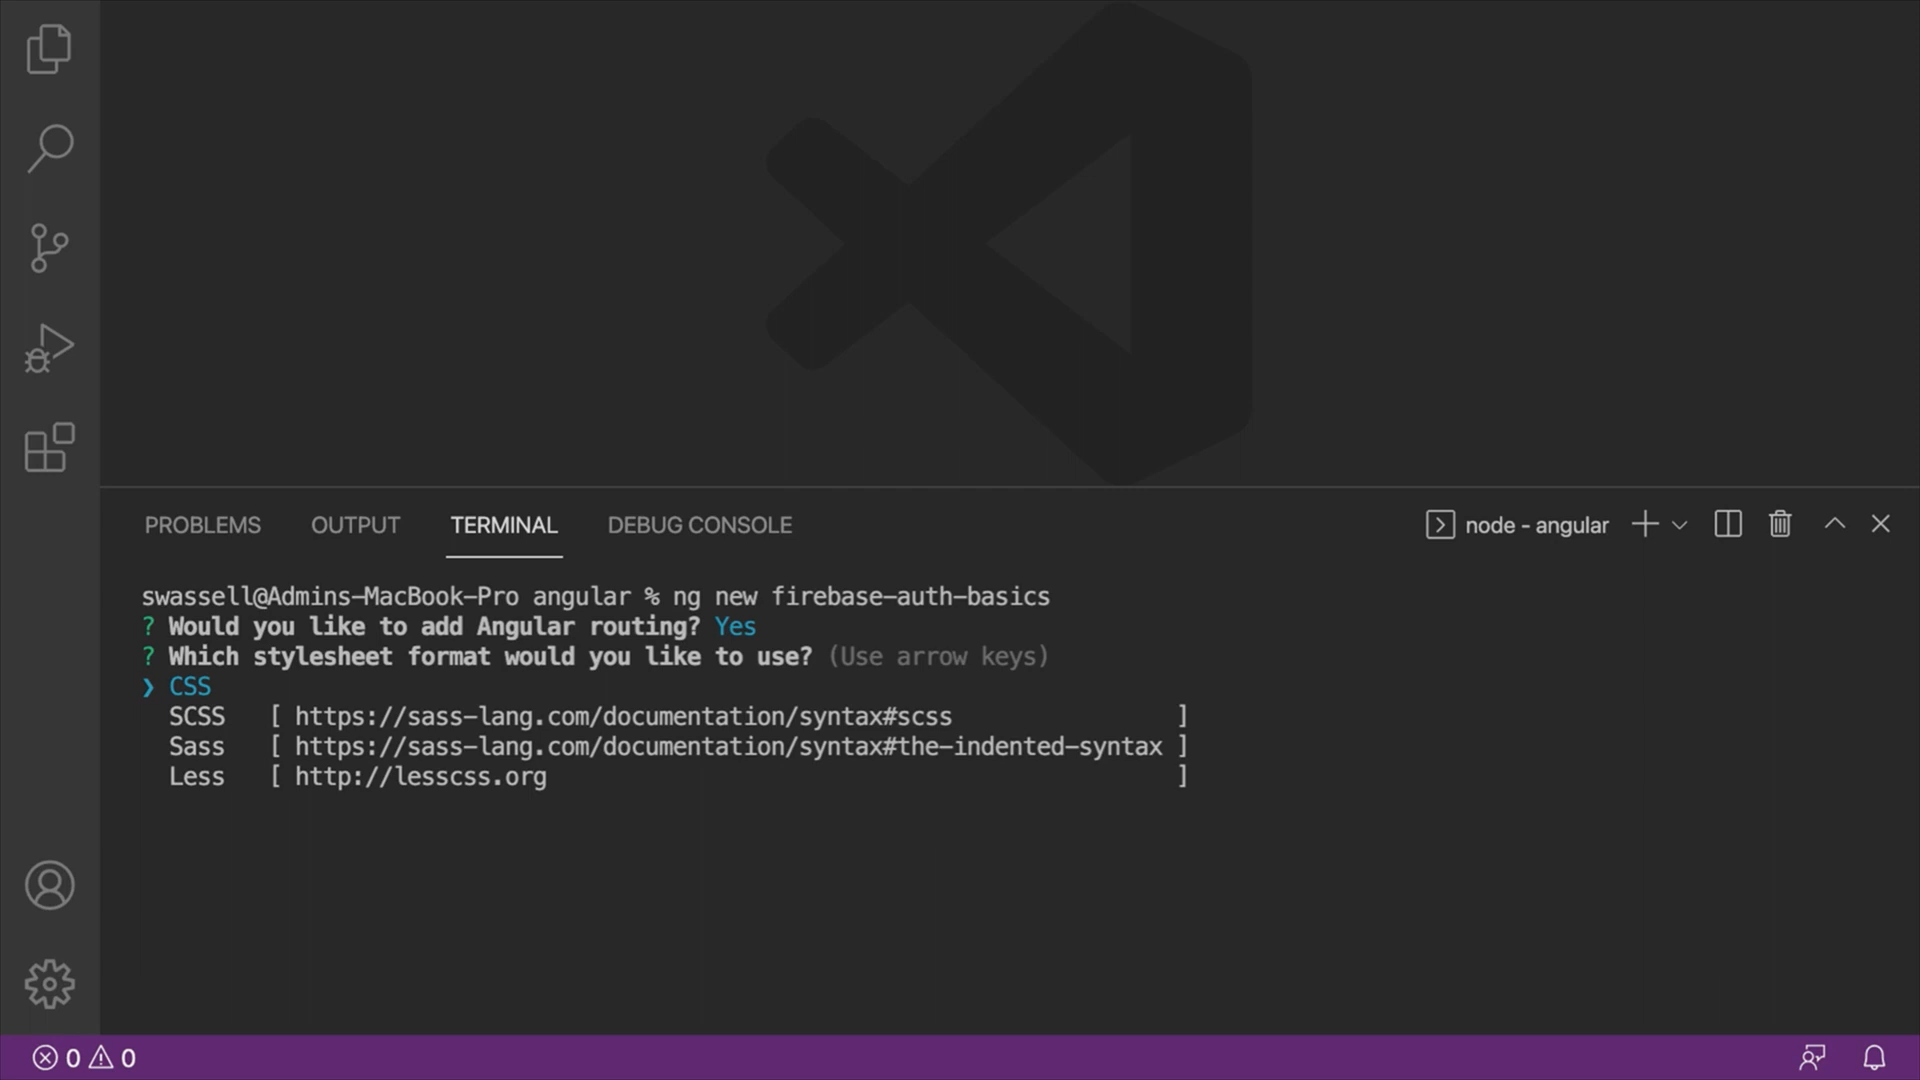 PROBLEMS OUTPUT TERMINAL DEBUG CONSOLE node - angular
swassell@Admins-MacBook-Pro angular % ng new firebase-auth-basics
? Would you like to add Angular routing? Yes
? Which stylesheet format would you like to use? (Use arrow keys)
❯ CSS
SCSS [ https://sass-lang.com/documentation/syntax#scss ]
Sass [ https://sass-lang.com/documentation/syntax#the-indented-syntax ]
Less [ http://lesscss.org ]
0 0